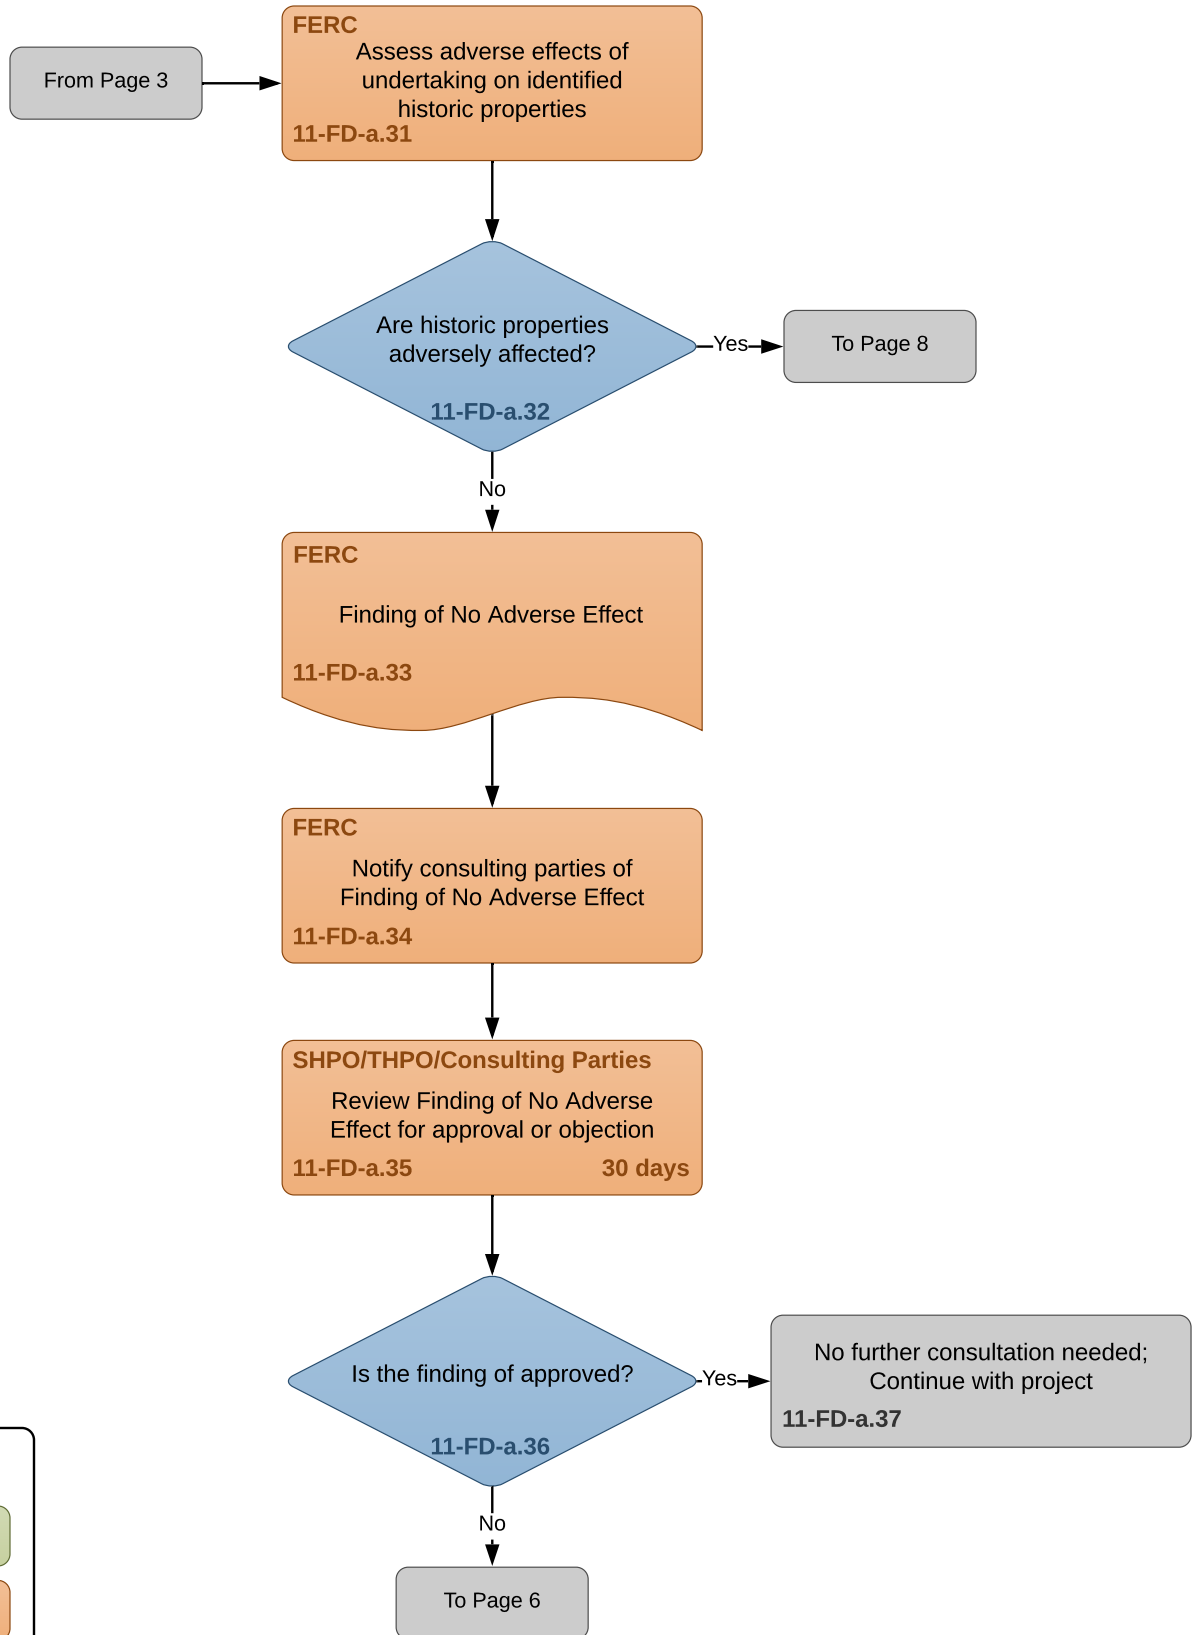 From Page 3
FERC
Assess adverse effects of
undertaking on identified
historic properties
11-FD-a.31
Are historic properties
adversely affected?
11-FD-a.32
Yes
To Page 8
No
FERC
Finding of No Adverse Effect
11-FD-a.33
FERC
Notify consulting parties of
Finding of No Adverse Effect
11-FD-a.34
SHPO/THPO/Consulting Parties
Review Finding of No Adverse
Effect for approval or objection
11-FD-a.35 30 days
Is the finding of approved?
11-FD-a.36
Yes
No further consultation needed;
Continue with project
11-FD-a.37
No
To Page 6